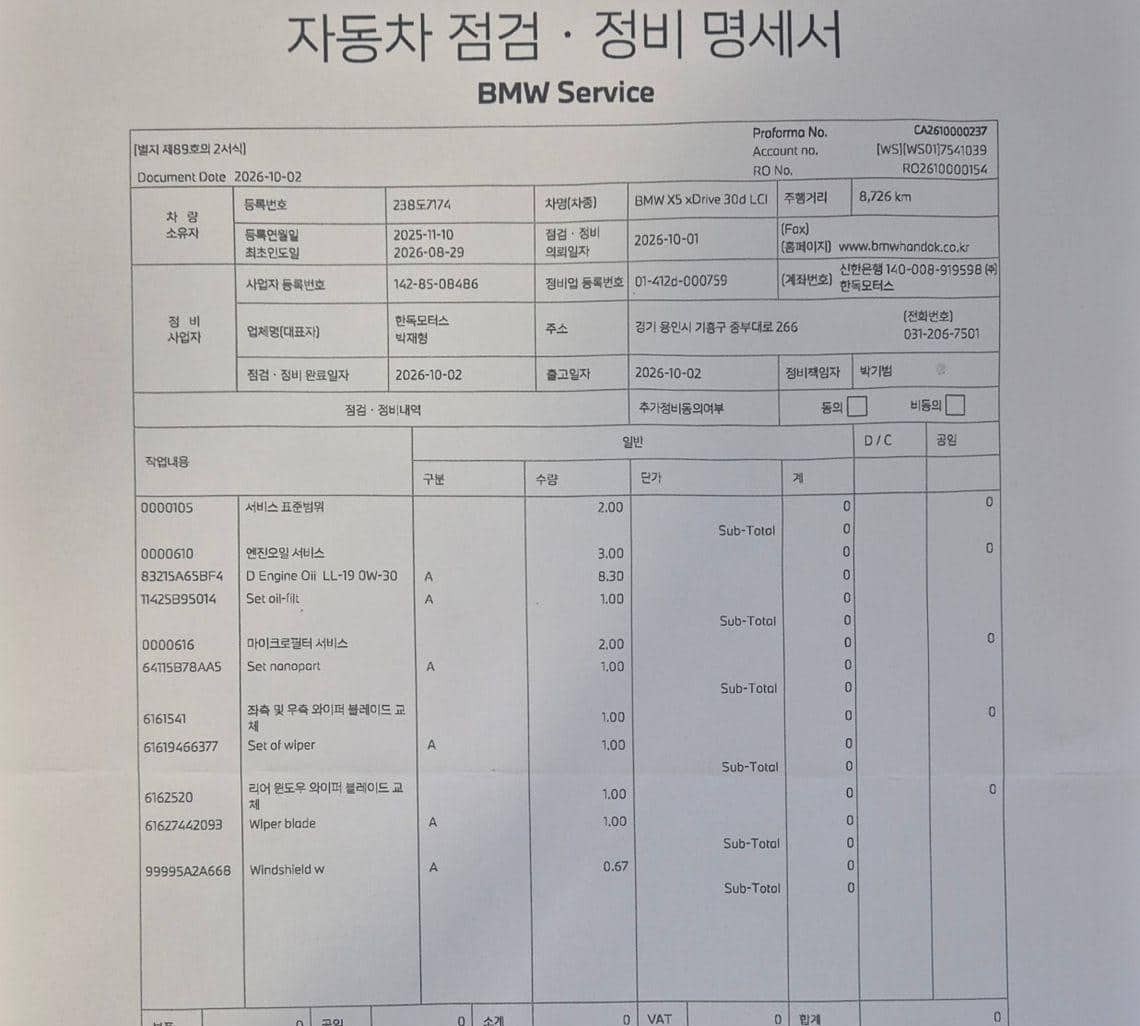 자동차 점검 · 정비 명세서
BMW Service
[별지 제89호의 2서식]
Proforma No. CA2610000237
Account no. [WS][WS01]7541039
Document Date 2026-10-02
RO No. RO2610000154
차 량 소유자
등록번호 238도7174 차명(차종) BMW X5 xDrive 30d LCI 주행거리 8,726 km
등록연월일 2025-11-10 점검 · 정비 의뢰일자 2026-10-01 (Fax)
최초인도일 2026-08-29 (홈페이지) www.bmwhandok.co.kr
정 비 사업자
사업자 등록번호 142-85-08486 정비업 등록번호 01-412d-000759 (계좌번호) 신한은행 140-008-919598 ㈜ 한독모터스
업체명(대표자) 한독모터스 박재형 주소 경기 용인시 기흥구 중부대로 266 (전화번호) 031-206-7501
점검 · 정비 완료일자 2026-10-02 출고일자 2026-10-02 정비책임자 박기범
점검 · 정비내역 추가정비동의여부 동의 비동의
작업내용 일반 D / C 공임
구분 수량 단가 계
0000105 서비스 표준범위 2.00 0 0
Sub-Total 0
0000610 엔진오일 서비스 3.00 0 0
83215A65BF4 D Engine Oii LL-19 0W-30 A 8.30 0
11425B95014 Set oil-filt A 1.00 0
Sub-Total 0
0000616 마이크로필터 서비스 2.00 0 0
64115B78AA5 Set nanopart A 1.00 0
Sub-Total 0
6161541 좌측 및 우측 와이퍼 블레이드 교체 1.00 0 0
61619466377 Set of wiper A 1.00 0
Sub-Total 0
6162520 리어 윈도우 와이퍼 블레이드 교체 1.00 0 0
61627442093 Wiper blade A 1.00 0
Sub-Total 0
99995A2A668 Windshield w A 0.67 0
Sub-Total 0
부품 0 공임 0 소계 0 VAT 0 합계 0